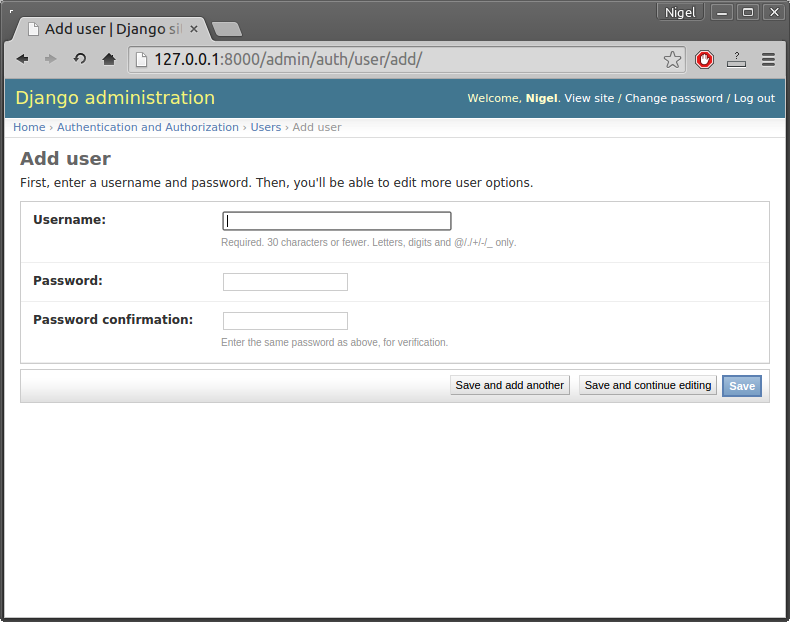 Nigel
Add user | Django si
127.0.0.1:8000/admin/auth/user/add/
Django administration
Welcome, Nigel. View site / Change password / Log out
Home › Authentication and Authorization › Users › Add user
Add user
First, enter a username and password. Then, you'll be able to edit more user options.
Username:
Required. 30 characters or fewer. Letters, digits and @/./+/-/_ only.
Password:
Password confirmation:
Enter the same password as above, for verification.
Save and add another Save and continue editing Save